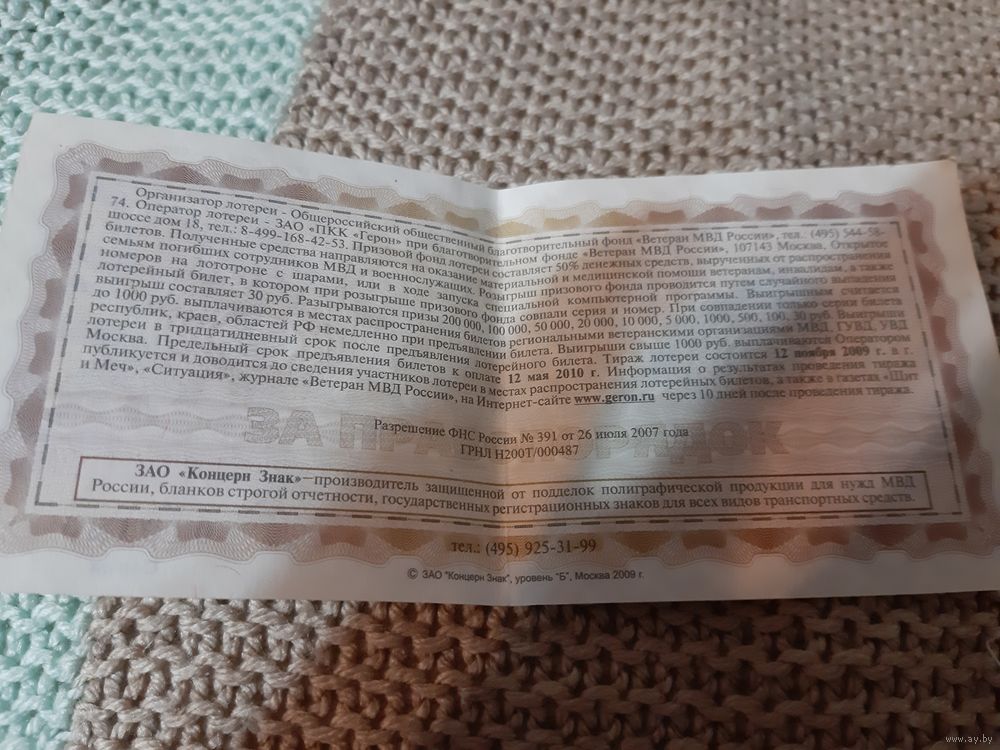 Организатор лотереи - Общероссийский общественный благотворительный фонд «Ветеран МВД России», тел. (495) 544-58-
74. Оператор лотереи - ЗАО «ПКК «Герон» при благотворительном фонде «Ветеран МВД России». 107143 Москва. Открытое
шоссе дом 18, тел.: 8-499-168-42-53. Призовой фонд лотереи составляет 50% денежных средств, вырученных от распространения
билетов. Полученные средства направляются на оказание материальной и медицинской помощи ветеранам, инвалидам, а также
семьям погибших сотрудников МВД и военнослужащих. Розыгрыш призового фонда проводится путем случайного выпадения
номеров на лототроне с шарами, или в ходе запуска специальной компьютерной программы. Выигрышным считается
лотерейный билет, в котором при розыгрыше призового фонда совпали серия и номер. При совпадении только серии билета
выигрыш составляет 30 руб. Разыгрываются призы 200 000, 100 000, 50 000, 20 000, 10 000, 5 000, 1000, 500, 100, 30 руб. Выигрыши
до 1000 руб. выплачиваются в местах распространения билетов региональными ветеранскими организациями МВД, ГУВД, УВД
республик, краев, областей РФ немедленно при предъявлении билета. Выигрыши свыше 1000 руб. выплачиваются Оператором
лотереи в тридцатидневный срок после предъявления лотерейного билета. Тираж лотереи состоится 12 ноября 2009 г. в г.
Москва. Предельный срок предъявления билетов к оплате 12 мая 2010 г. Информация о результатах проведения тиража
публикуется и доводится до сведения участников лотереи в местах распространения лотерейных билетов, а также в газетах «Щит
и Меч», «Ситуация», журнале «Ветеран МВД России», на Интернет-сайте www.geron.ru через 10 дней после проведения тиража.
ЗА ПРАВОПОРЯДОК
Разрешение ФНС России № 391 от 26 июля 2007 года
ГРНЛ Н200Т/000487
ЗАО «Концерн Знак»–производитель защищенной от подделок полиграфической продукции для нужд МВД
России, бланков строгой отчетности, государственных регистрационных знаков для всех видов транспортных средств.
тел.: (495) 925-31-99
© ЗАО "Концерн Знак", уровень "Б", Москва 2009 г.
www.ay.by